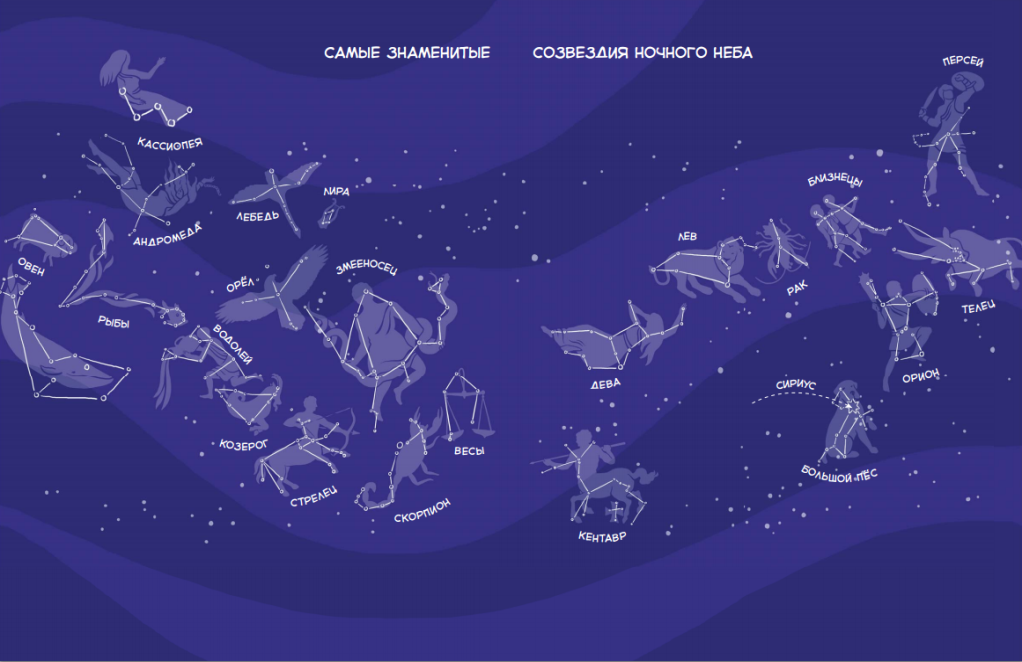 САМЫЕ ЗНАМЕНИТЫЕ СОЗВЕЗДИЯ НОЧНОГО НЕБА
ПЕРСЕЙ
КАССИОПЕЯ
БЛИЗНЕЦЫ
ЛИРА
ЛЕБЕДЬ
АНДРОМЕДА
ЛЕВ
ОВЕН
ЗМЕЕНОСЕЦ
ОРЁЛ
РАК
ТЕЛЕЦ
РЫБЫ
ВОДОЛЕЙ
ОРИОН
ДЕВА
СИРИУС
КОЗЕРОГ
ВЕСЫ
БОЛЬШОЙ ПЁС
СТРЕЛЕЦ
СКОРПИОН
КЕНТАВР